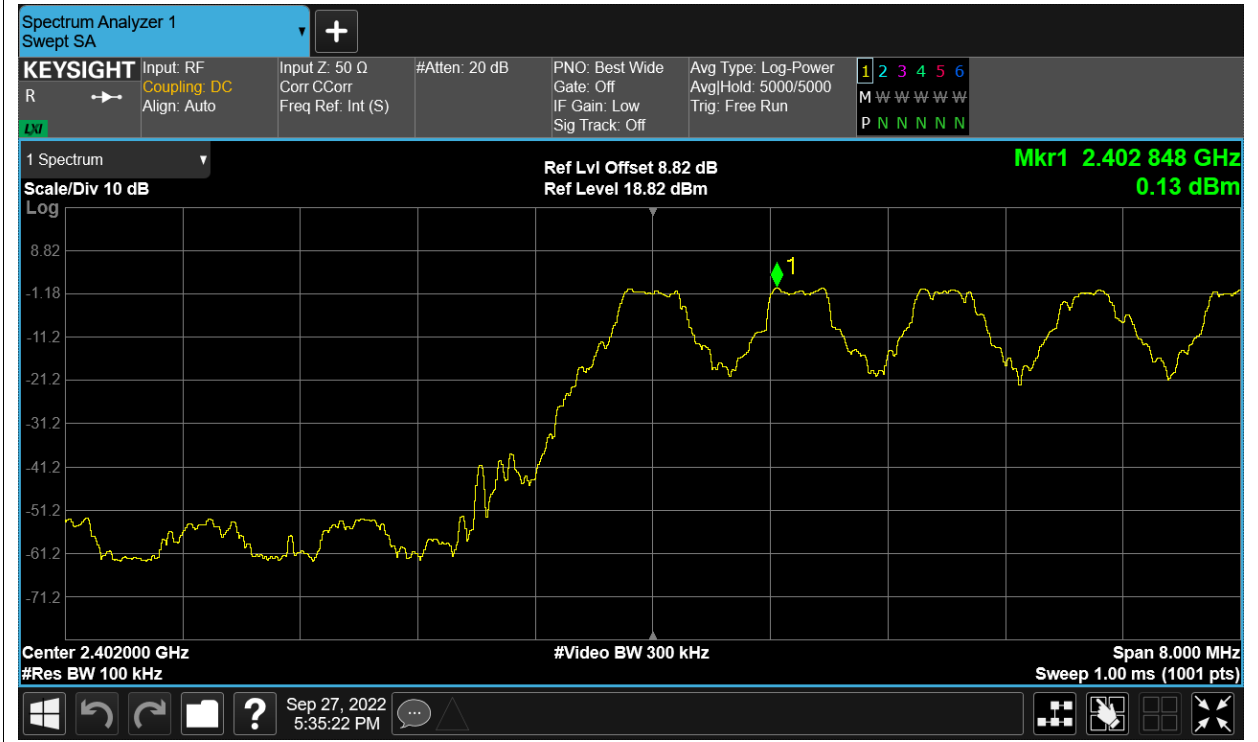 Spectrum Analyzer 1
Swept SA
+
KEYSIGHT
R
LXI
Input: RF
Coupling: DC
Align: Auto
Input Z: 50 Ω
Corr CCorr
Freq Ref: Int (S)
#Atten: 20 dB
PNO: Best Wide
Gate: Off
IF Gain: Low
Sig Track: Off
Avg Type: Log-Power
Avg|Hold: 5000/5000
Trig: Free Run
1 2 3 4 5 6
M W W W W W
P N N N N N
1 Spectrum
Scale/Div 10 dB
Log
Ref Lvl Offset 8.82 dB
Ref Level 18.82 dBm
Mkr1 2.402 848 GHz
0.13 dBm
1
8.82
-1.18
-11.2
-21.2
-31.2
-41.2
-51.2
-61.2
-71.2
Center 2.402000 GHz
#Res BW 100 kHz
#Video BW 300 kHz
Span 8.000 MHz
Sweep 1.00 ms (1001 pts)
?
Sep 27, 2022
5:35:22 PM